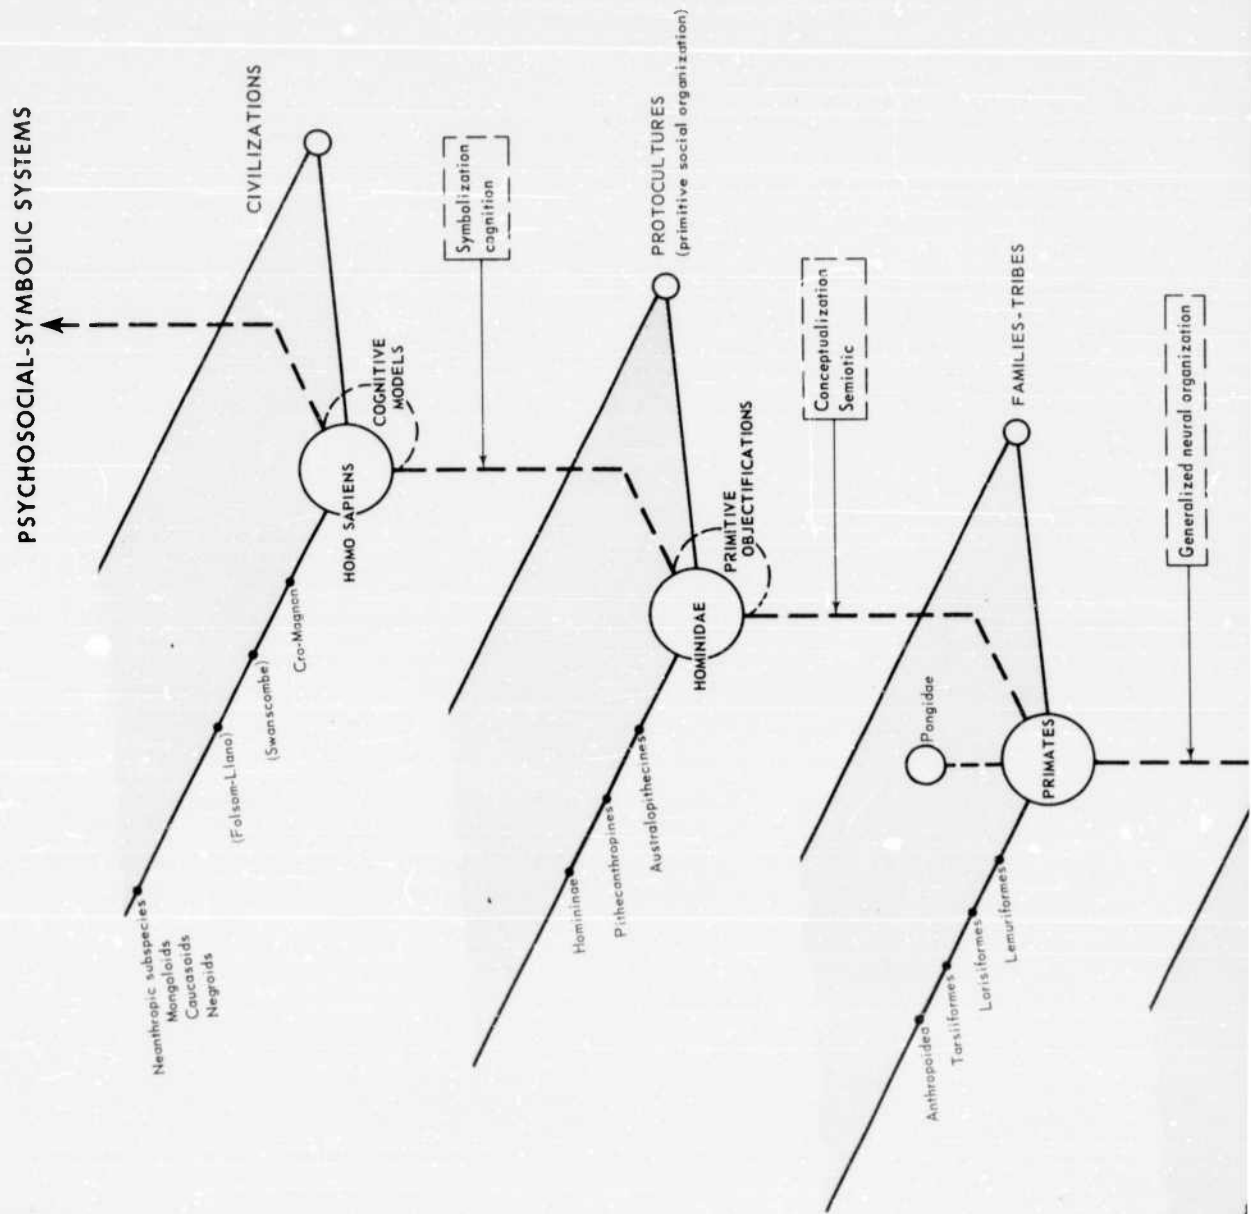 PSYCHOSOCIAL-SYMBOLIC SYSTEMS
CIVILIZATIONS
COGNITIVE
MODELS
HOMO SAPIENS
Cro-Magnon
(Swanscombe)
(Folsom-Llano)
Neanthropic subspecies
Mongoloids
Caucasoids
Negroids
Symbolization
cognition
PROTOCULTURES
(primitive social organization)
PRIMITIVE
OBJECTIFICATIONS
HOMINIDAE
Australopithecines
Pithecanthropines
Homininae
Conceptualization
Semiotic
FAMILIES-TRIBES
Pongidae
PRIMATES
Lemuriformes
Lorisiformes
Tarsiiformes
Anthropoidea
Generalized neural organization